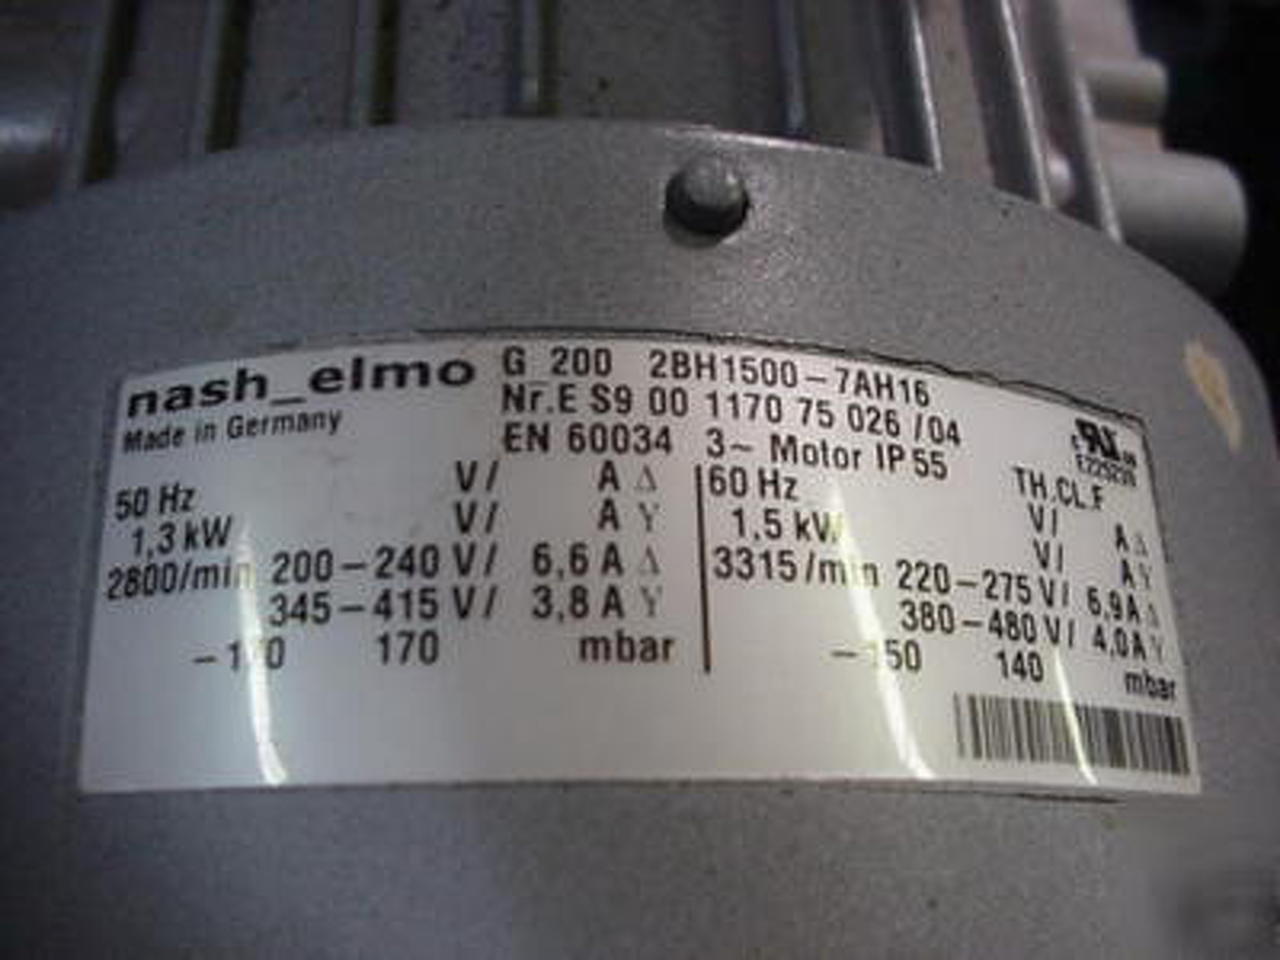 nash_elmo
Made in Germany
G 200 2BH1500-7AH16
Nr.E S9 00 1170 75 026 /04
EN 60034 3~ Motor IP 55
TH.CL.F
50 Hz V/ A Δ
1,3 kW V/ A Y
2800/min 200-240 V/ 6,6 A Δ
345-415 V/ 3,8 A Y
170 mbar
60 Hz V/ A Δ
1,5 kW V/ A Y
3315/min 220-275 V/ 6,9 A Δ
380-480 V/ 4,0 A Y
140 mbar